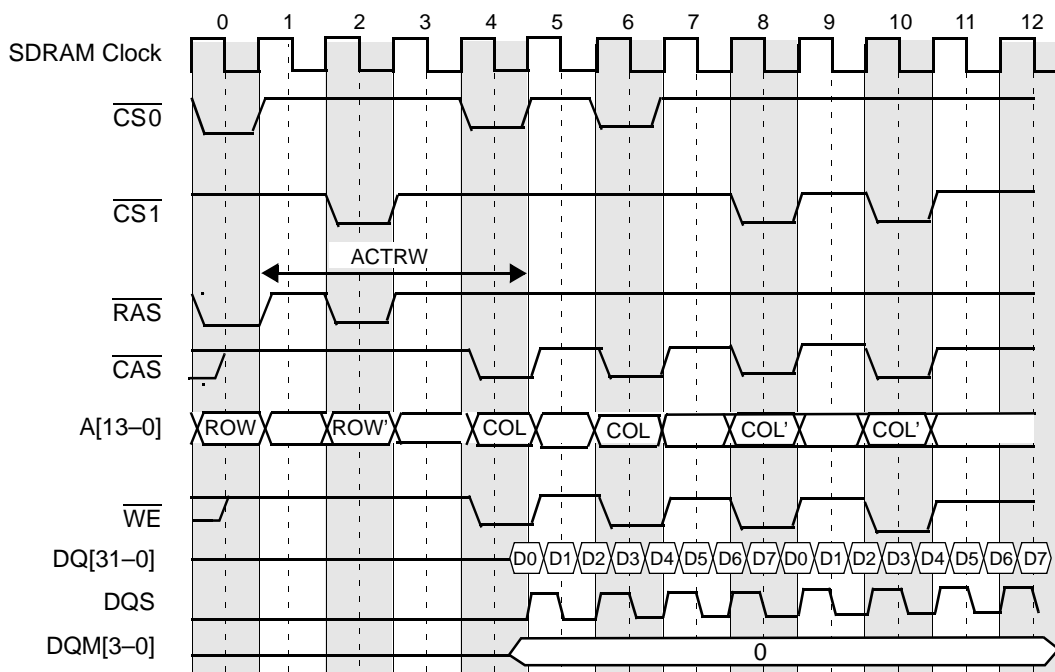 0 1 2 3 4 5 6 7 8 9 10 11 12
SDRAM Clock
CS0
CS1
ACTRW
RAS
CAS
A[13–0] ROW ROW' COL COL COL' COL'
WE
DQ[31–0] D0 D1 D2 D3 D4 D5 D6 D7 D0 D1 D2 D3 D4 D5 D6 D7
DQS
DQM[3–0] 0